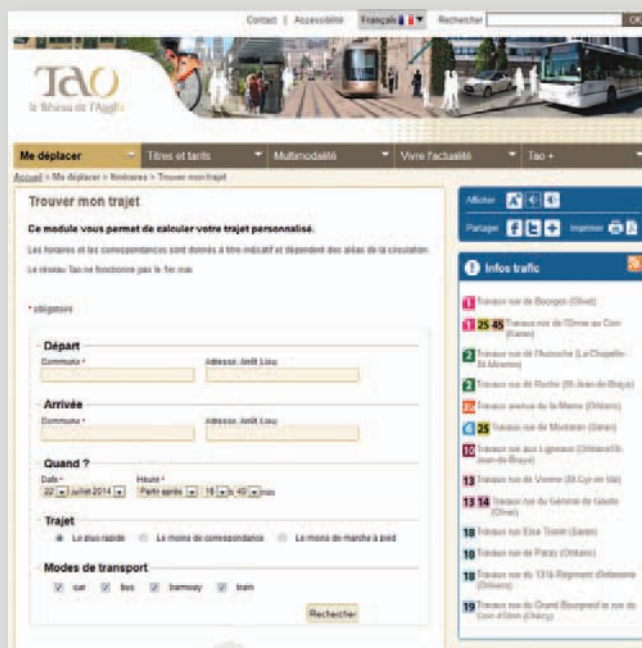 Contact | Accessibilité Français Rechercher OK
TAO
le Réseau de l'Agglo
Me déplacer Titres et tarifs Multimodalité Vivre l'actualité Tao +
Accueil > Me déplacer > Itinéraires > Trouver mon trajet
Trouver mon trajet
Ce module vous permet de calculer votre trajet personnalisé.
Les horaires et les correspondances sont donnés à titre indicatif et dépendent des aléas de la circulation.
Le réseau Tao ne fonctionne pas le 1er mai.
* obligatoire
Départ
Commune * Adresse, Arrêt, Lieu
Arrivée
Commune * Adresse, Arrêt, Lieu
Quand ?
Date * Heure *
22 juillet 2014 Partir après 16 h 40 min
Trajet
Le plus rapide Le moins de correspondance Le moins de marche à pied
Modes de transport
car bus tramway train
Rechercher
Afficher A
Partager f t + Imprimer
Infos trafic
1 Travaux rue de Bourges (Olivet)
1 25 45 Travaux rue de l'Orme au Coin
(Saran)
2 Travaux rue de (La Chapelle-
St-Mesmin)
2 Travaux rue de Roche (St-Jean-de-Braye)
Travaux avenue de la Marne (Orléans)
6 25 Travaux rue de Montaran (Saran)
10 Travaux rue aux Ligneaux (Orléans/St-
Jean-de-Braye)
13 Travaux rue de Vienne (St-Cyr en Val)
13 14 Travaux rue du Général de Gaulle
(Olivet)
18 Travaux rue Elsa Triolet (Saran)
18 Travaux rue de Patay (Orléans)
18 Travaux rue du 131è Régiment d'Infanterie
(Orléans)
19 Travaux rue du Grand Bourgneuf et rue du
(Chécy)